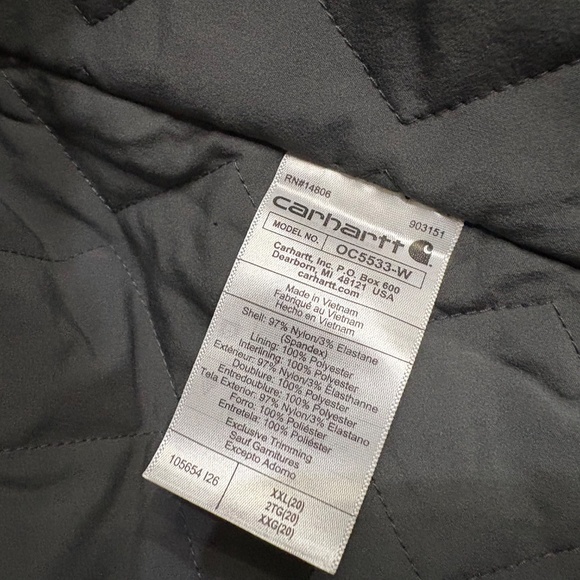 RN#14806 903151
carhartt
MODEL NO. OC5533-W
Carhartt, Inc. P.O. Box 600
Dearborn, MI 48121 USA
carhartt.com
Made in Vietnam
Fabriqué au Vietnam
Hecho en Vietnam
Shell: 97% Nylon/3% Elastane
(Spandex)
Lining: 100% Polyester
Interlining: 100% Polyester
Extérieur: 97% Nylon/3% Élasthanne
Doublure: 100% Polyester
Entredoublure: 100% Polyester
Tela Exterior: 97% Nylon/3% Elastano
Forro: 100% Poliéster
Entretela: 100% Poliéster
Exclusive Trimming
Sauf Garnitures
Excepto Adorno
105654 I26
XXL(20)
2TG(20)
XXG(20)